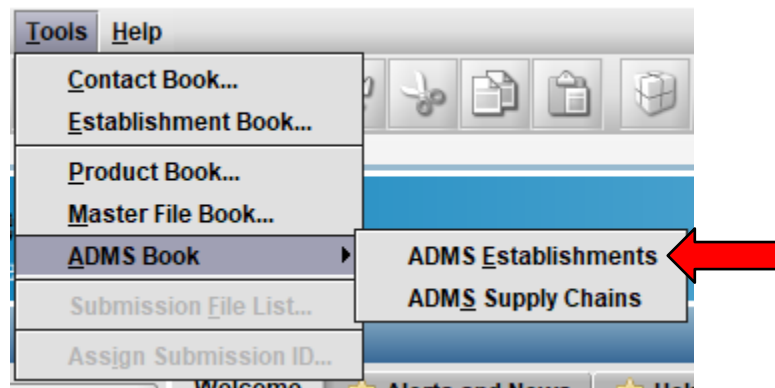 Tools Help
Contact Book...
Establishment Book...
Product Book...
Master File Book...
ADMS Book
ADMS Establishments
ADMS Supply Chains
Submission File List...
Assign Submission ID...
Welcome Alerts and News